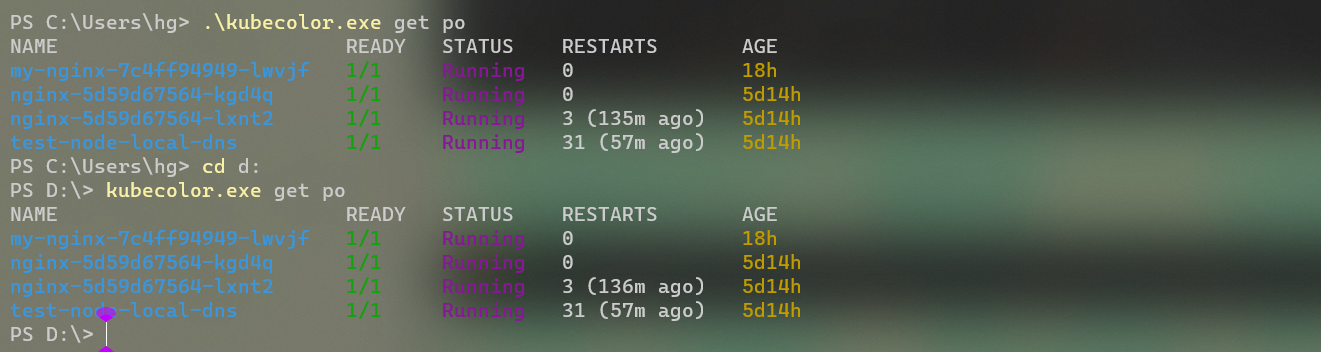 PS C:\Users\hg> .\kubecolor.exe get po
NAME READY STATUS RESTARTS AGE
my-nginx-7c4ff94949-lwvjf 1/1 Running 0 18h
nginx-5d59d67564-kgd4q 1/1 Running 0 5d14h
nginx-5d59d67564-lxnt2 1/1 Running 3 (135m ago) 5d14h
test-node-local-dns 1/1 Running 31 (57m ago) 5d14h
PS C:\Users\hg> cd d:
PS D:\> kubecolor.exe get po
NAME READY STATUS RESTARTS AGE
my-nginx-7c4ff94949-lwvjf 1/1 Running 0 18h
nginx-5d59d67564-kgd4q 1/1 Running 0 5d14h
nginx-5d59d67564-lxnt2 1/1 Running 3 (136m ago) 5d14h
test-node-local-dns 1/1 Running 31 (57m ago) 5d14h
PS D:\>